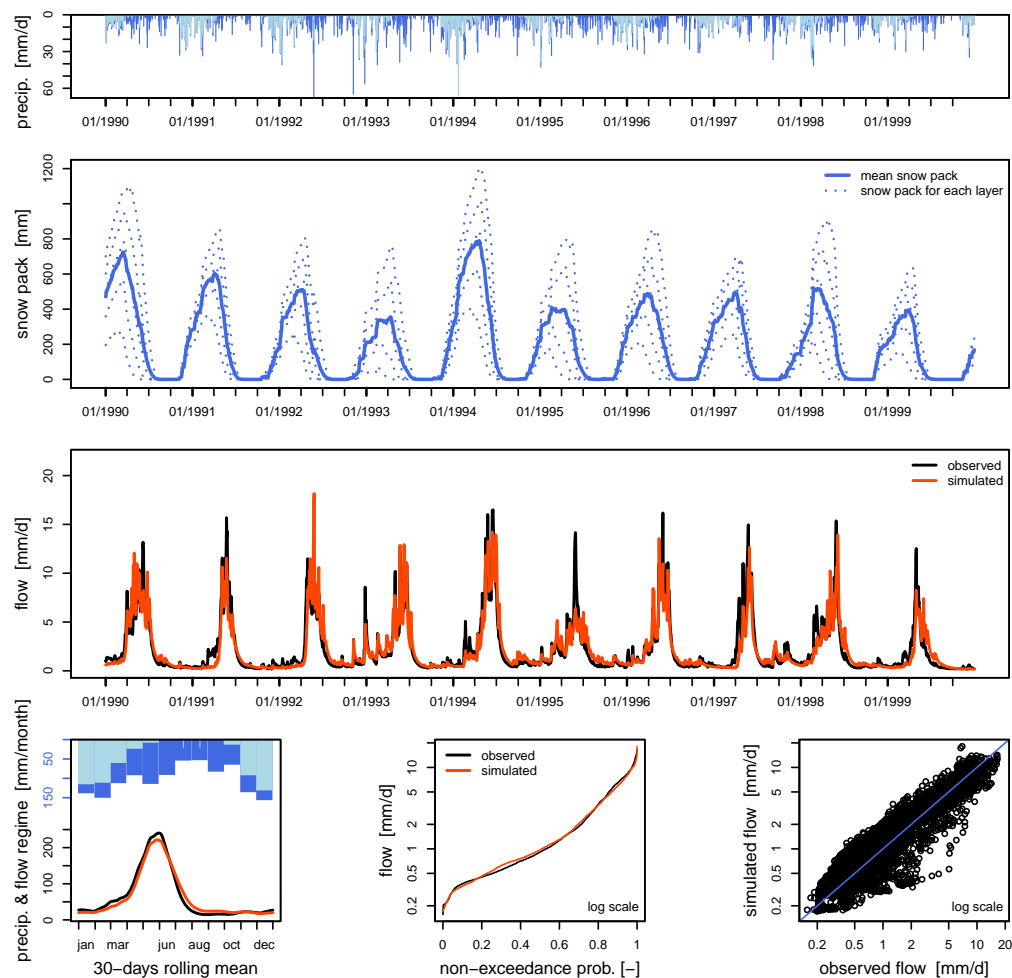 precip. [mm/d]
0
30
60
01/1990 01/1991 01/1992 01/1993 01/1994 01/1995 01/1996 01/1997 01/1998 01/1999
snow pack [mm]
1200
800
600
400
200
0
mean snow pack
snow pack for each layer
01/1990 01/1991 01/1992 01/1993 01/1994 01/1995 01/1996 01/1997 01/1998 01/1999
flow [mm/d]
20
15
10
5
0
observed
simulated
01/1990 01/1991 01/1992 01/1993 01/1994 01/1995 01/1996 01/1997 01/1998 01/1999
precip. & flow regime [mm/month]
50
150
200
100
0
jan mar jun aug oct dec
30−days rolling mean
flow [mm/d]
10
5
2
1
0.5
0.2
observed
simulated
log scale
0 0.2 0.4 0.6 0.8 1
non−exceedance prob. [−]
simulated flow [mm/d]
10
5
2
1
0.5
0.2
log scale
0.2 0.5 1 2 5 10 20
observed flow [mm/d]